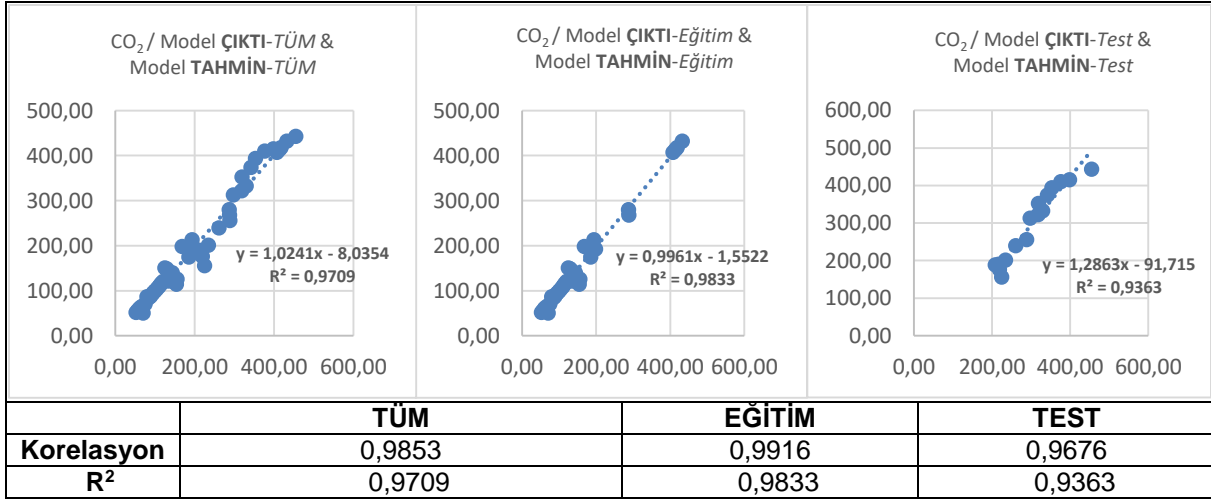 CO₂ / Model ÇIKTI-TÜM &
Model TAHMİN-TÜM
500,00
400,00
300,00
200,00
100,00
0,00
y = 1,0241x - 8,0354
R² = 0,9709
0,00 200,00 400,00 600,00
CO₂ / Model ÇIKTI-Eğitim &
Model TAHMİN-Eğitim
500,00
400,00
300,00
200,00
100,00
0,00
y = 0,9961x - 1,5522
R² = 0,9833
0,00 200,00 400,00 600,00
CO₂ / Model ÇIKTI-Test &
Model TAHMİN-Test
600,00
500,00
400,00
300,00
200,00
100,00
0,00
y = 1,2863x - 91,715
R² = 0,9363
0,00 200,00 400,00 600,00
TÜM EĞİTİM TEST
Korelasyon 0,9853 0,9916 0,9676
R² 0,9709 0,9833 0,9363